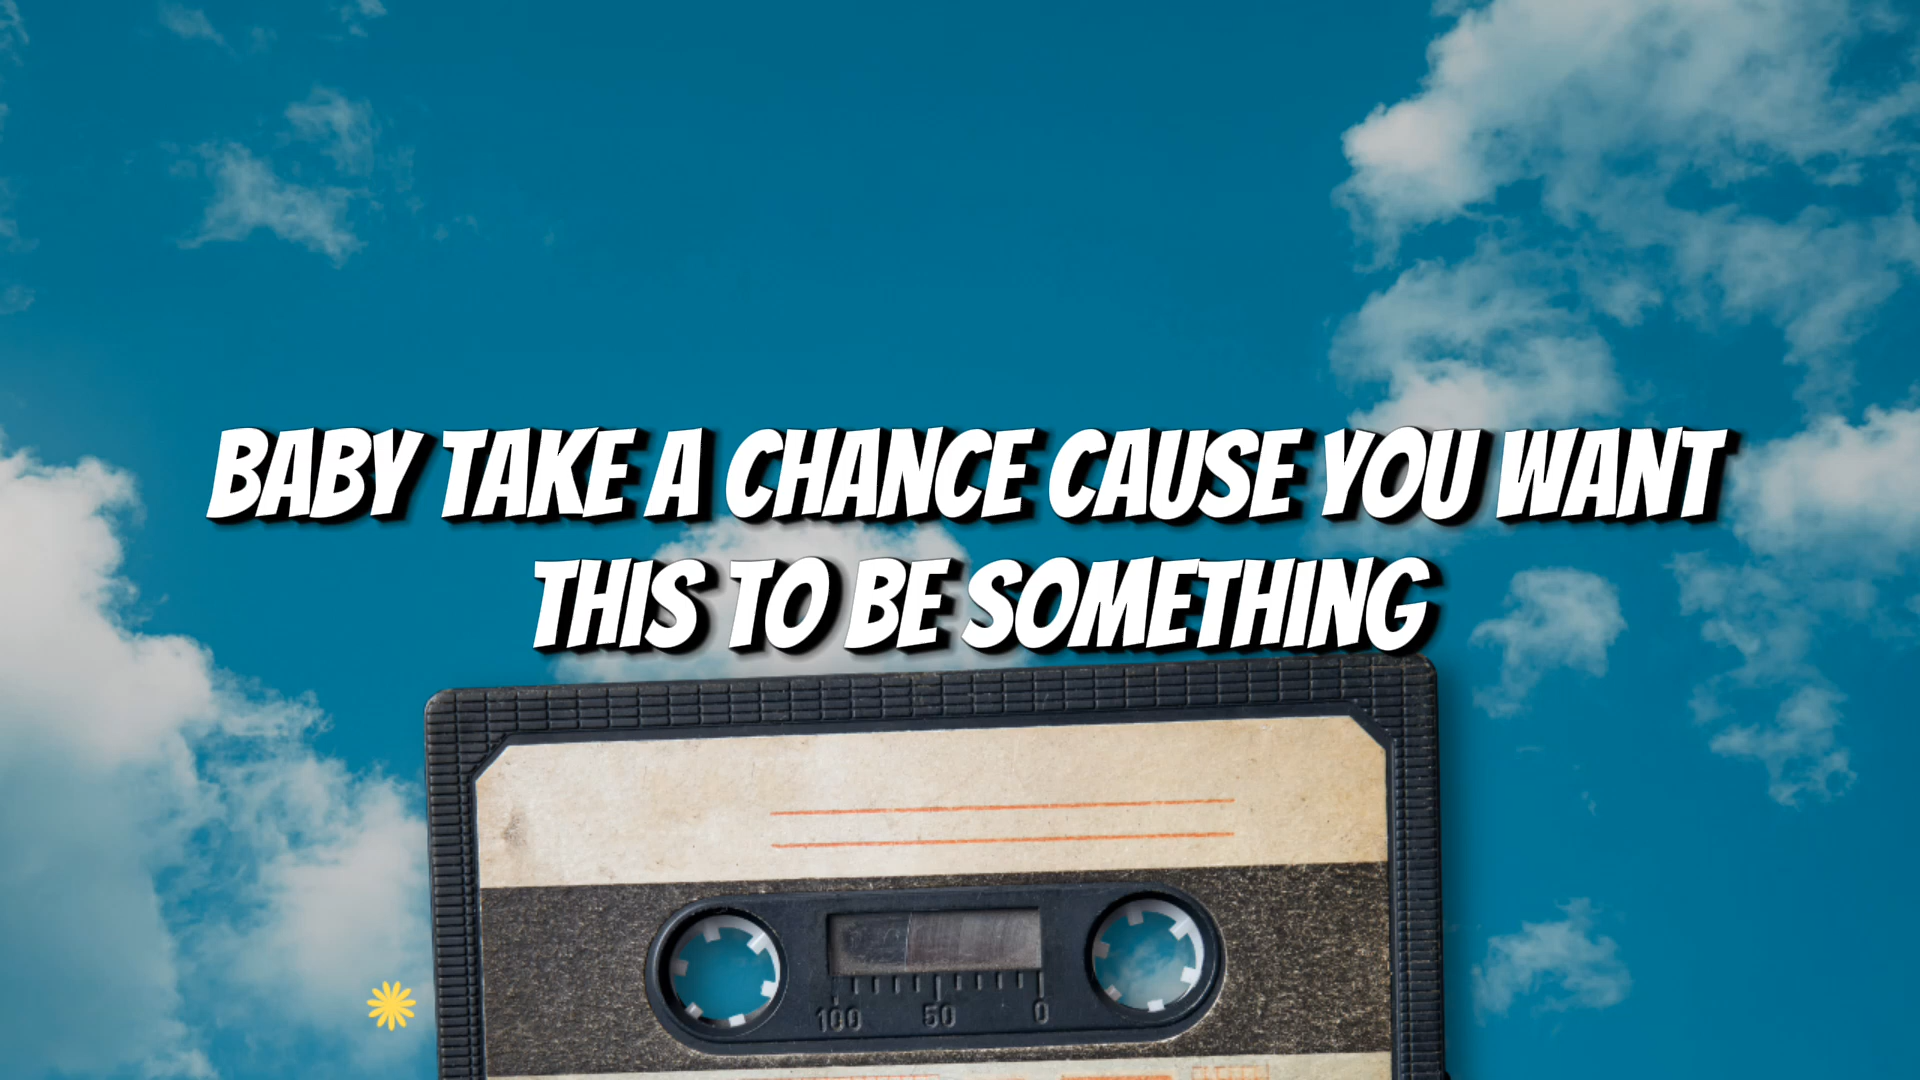 BABY TAKE A CHANCE CAUSE YOU WANT
THIS TO BE SOMETHING
100 50 0